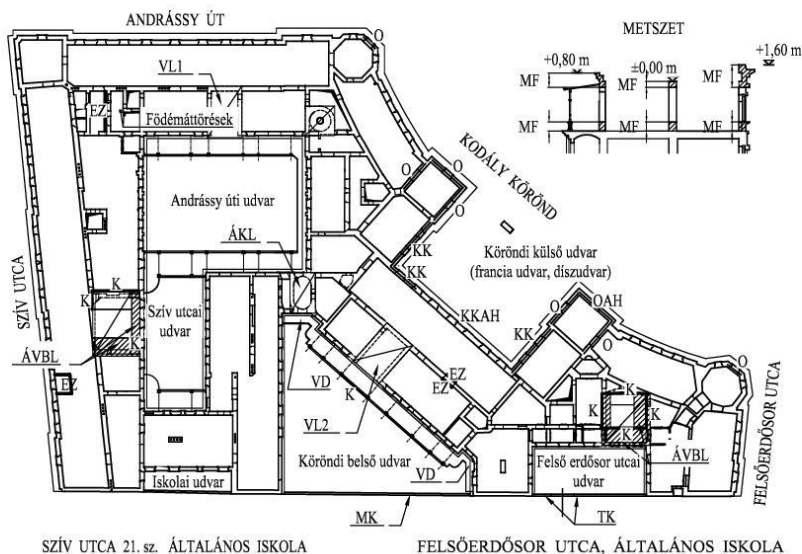 ANDRÁSSY ÚT
METSZET
+0,80 m
±0,00 m
+1,60 m
MF
MF
MF
MF
MF
MF
O
VL1
EZ
Födémáttörések
O
O
O
KODÁLY KÖRÖND
Andrássy úti udvar
O
ÁKL
KK
KK
Köröndi külső udvar
(francia udvar, díszudvar)
SZÍV UTCA
K
K
K
Szív utcai
udvar
ÁVBL
KKAH
O
OAH
KK
O
O
EZ
VD
K
VL2
EZ
EZ
K
K
K
K
ÁVBL
FELSŐERDŐSOR UTCA
Iskolai udvar
Köröndi belső udvar
VD
Felső erdősor utcai
udvar
MK
TK
SZÍV UTCA 21. sz. ÁLTALÁNOS ISKOLA
FELSŐERDŐSOR UTCA, ÁLTALÁNOS ISKOLA